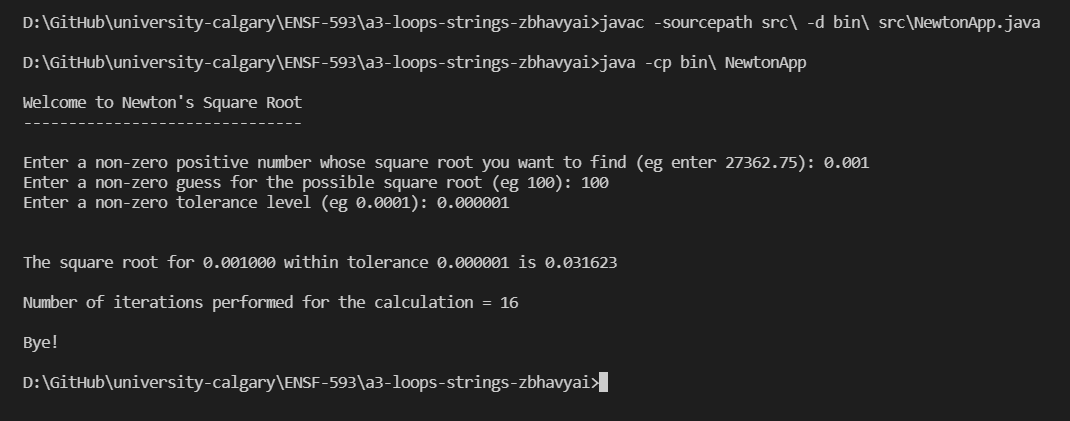 D:\GitHub\university-calgary\ENSF-593\a3-loops-strings-zbhavyai>javac -sourcepath src\ -d bin\ src\NewtonApp.java
D:\GitHub\university-calgary\ENSF-593\a3-loops-strings-zbhavyai>java -cp bin\ NewtonApp
Welcome to Newton's Square Root
-------------------------------
Enter a non-zero positive number whose square root you want to find (eg enter 27362.75): 0.001
Enter a non-zero guess for the possible square root (eg 100): 100
Enter a non-zero tolerance level (eg 0.0001): 0.000001
The square root for 0.001000 within tolerance 0.000001 is 0.031623
Number of iterations performed for the calculation = 16
Bye!
D:\GitHub\university-calgary\ENSF-593\a3-loops-strings-zbhavyai>